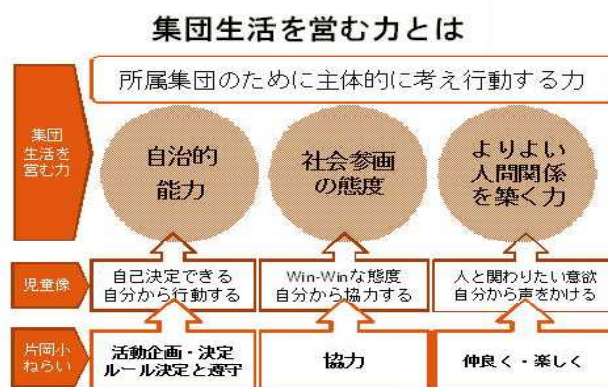 集団生活を営む力とは
集団
生活を
営む力
所属集団のために主体的に考え行動する力
自治的
能力
社会参画
の態度
よりよい
人間関係
を築く力
児童像
自己決定できる
自分から行動する
Win-Winな態度
自分から協力する
人と関わりたい意欲
自分から声をかける
片岡小
ねらい
活動企画・決定
ルール決定と遵守
協力
仲良く・楽しく